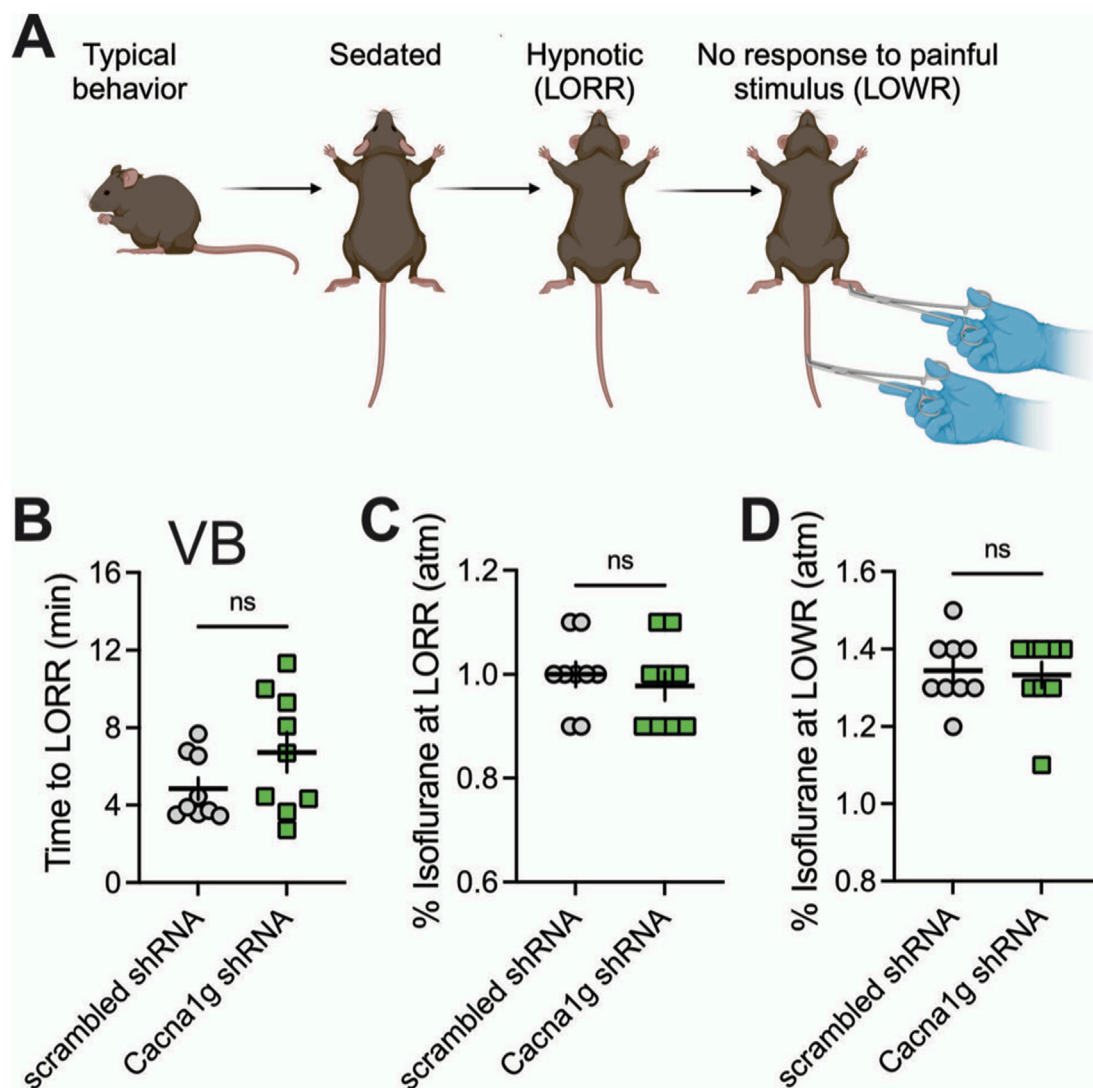 A
Typical
behavior
Sedated
Hypnotic
(LORR)
No response to painful
stimulus (LOWR)
B
VB
Time to LORR (min)
16
12
8
4
0
ns
scrambled shRNA
Cacna1g shRNA
C
% Isoflurane at LORR (atm)
1.2
1.0
0.8
0.6
ns
scrambled shRNA
Cacna1g shRNA
D
% Isoflurane at LOWR (atm)
1.6
1.4
1.2
1.0
0.8
ns
scrambled shRNA
Cacna1g shRNA